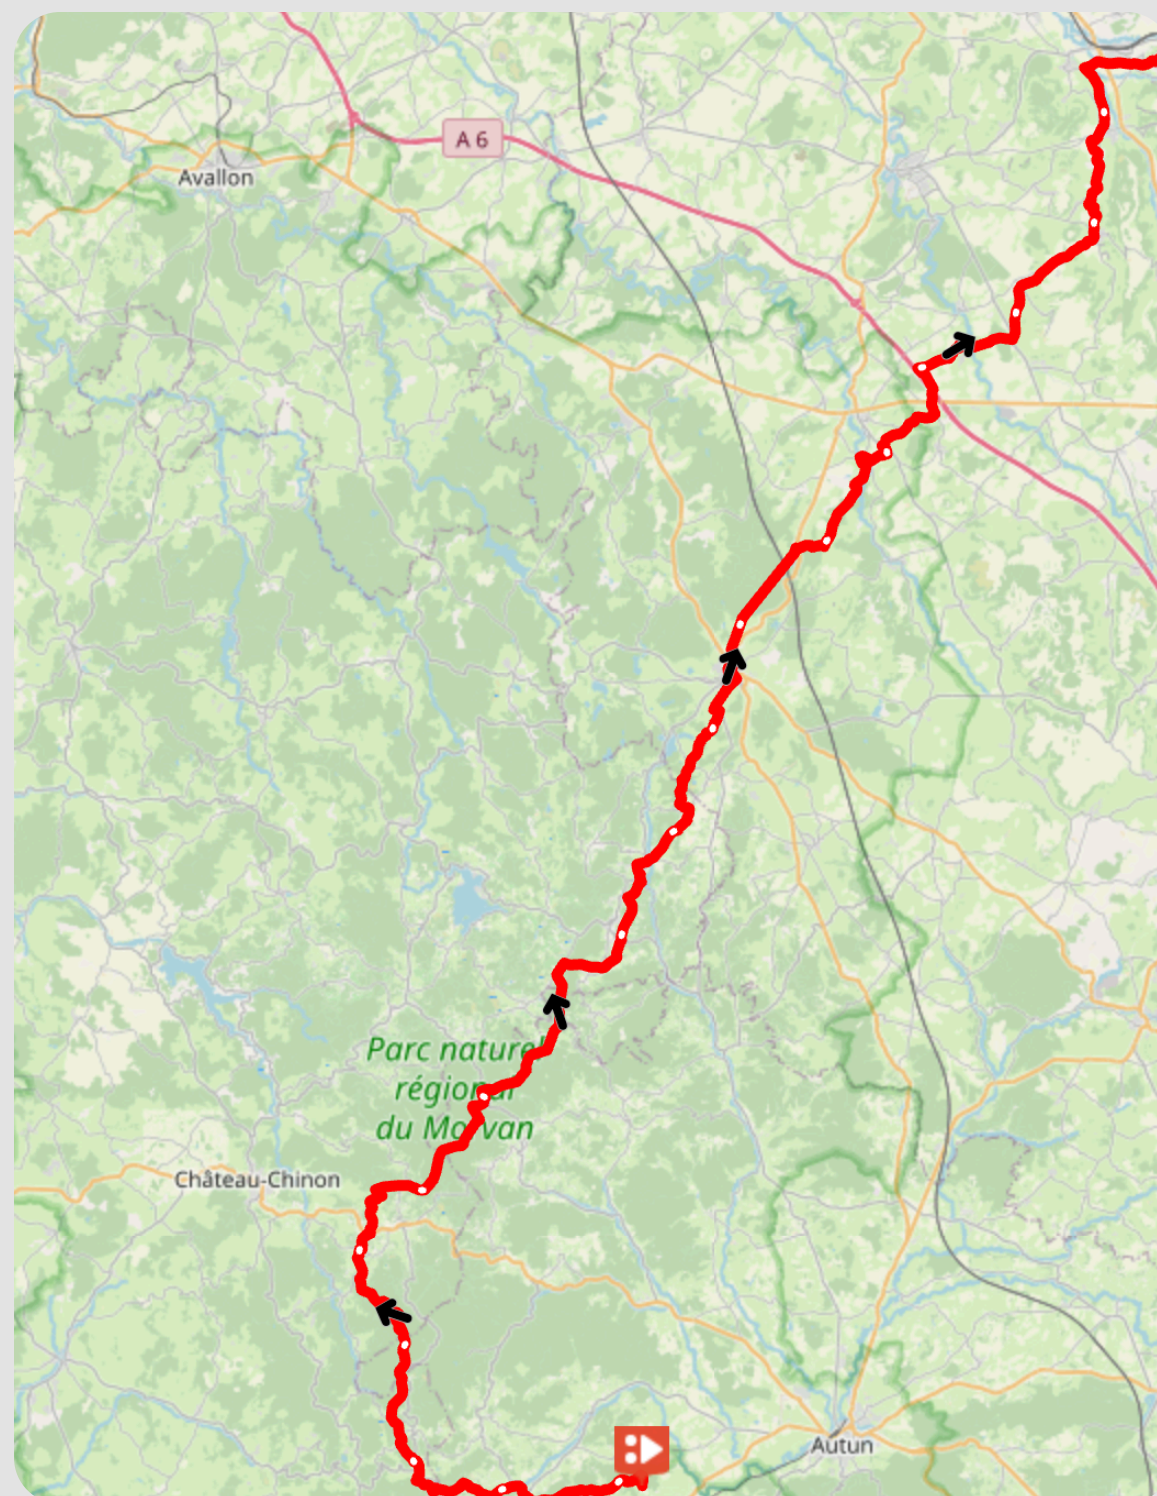 A 6
Avallon
Parc naturel
régional
du Morvan
Château-Chinon
Autun